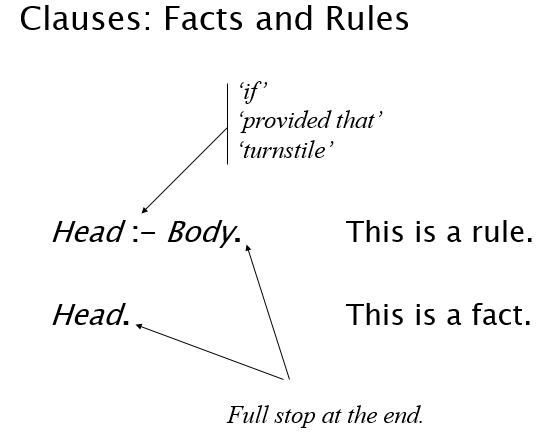 Clauses: Facts and Rules
‘if’
‘provided that’
‘turnstile’
Head :– Body. This is a rule.
Head. This is a fact.
Full stop at the end.